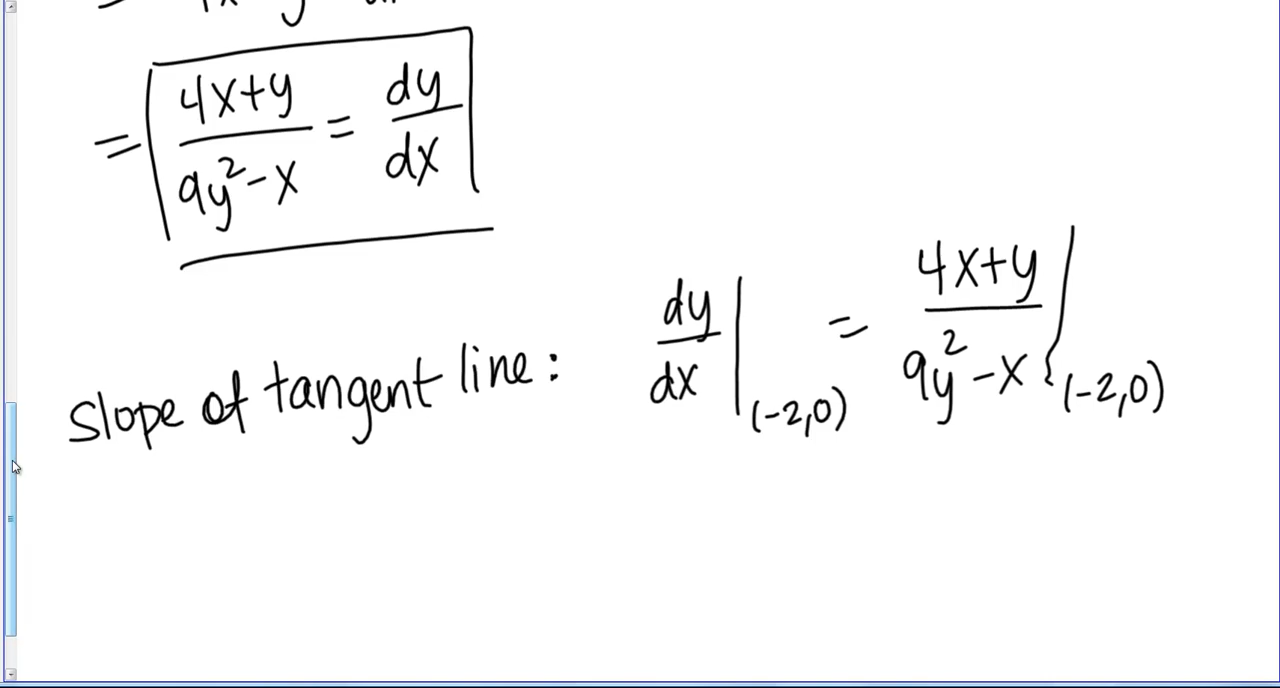 = (4x+y)/(9y²-x) = dy/dx
slope of tangent line: dy/dx |(-2,0) = (4x+y)/(9y²-x) |(-2,0)